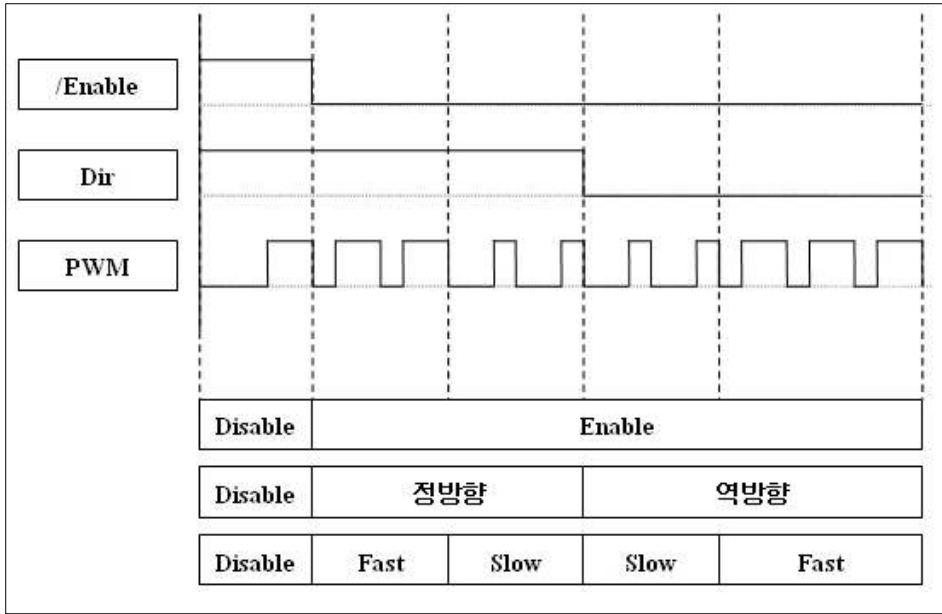 /Enable
Dir
PWM
Disable Enable
Disable 정방향 역방향
Disable Fast Slow Slow Fast